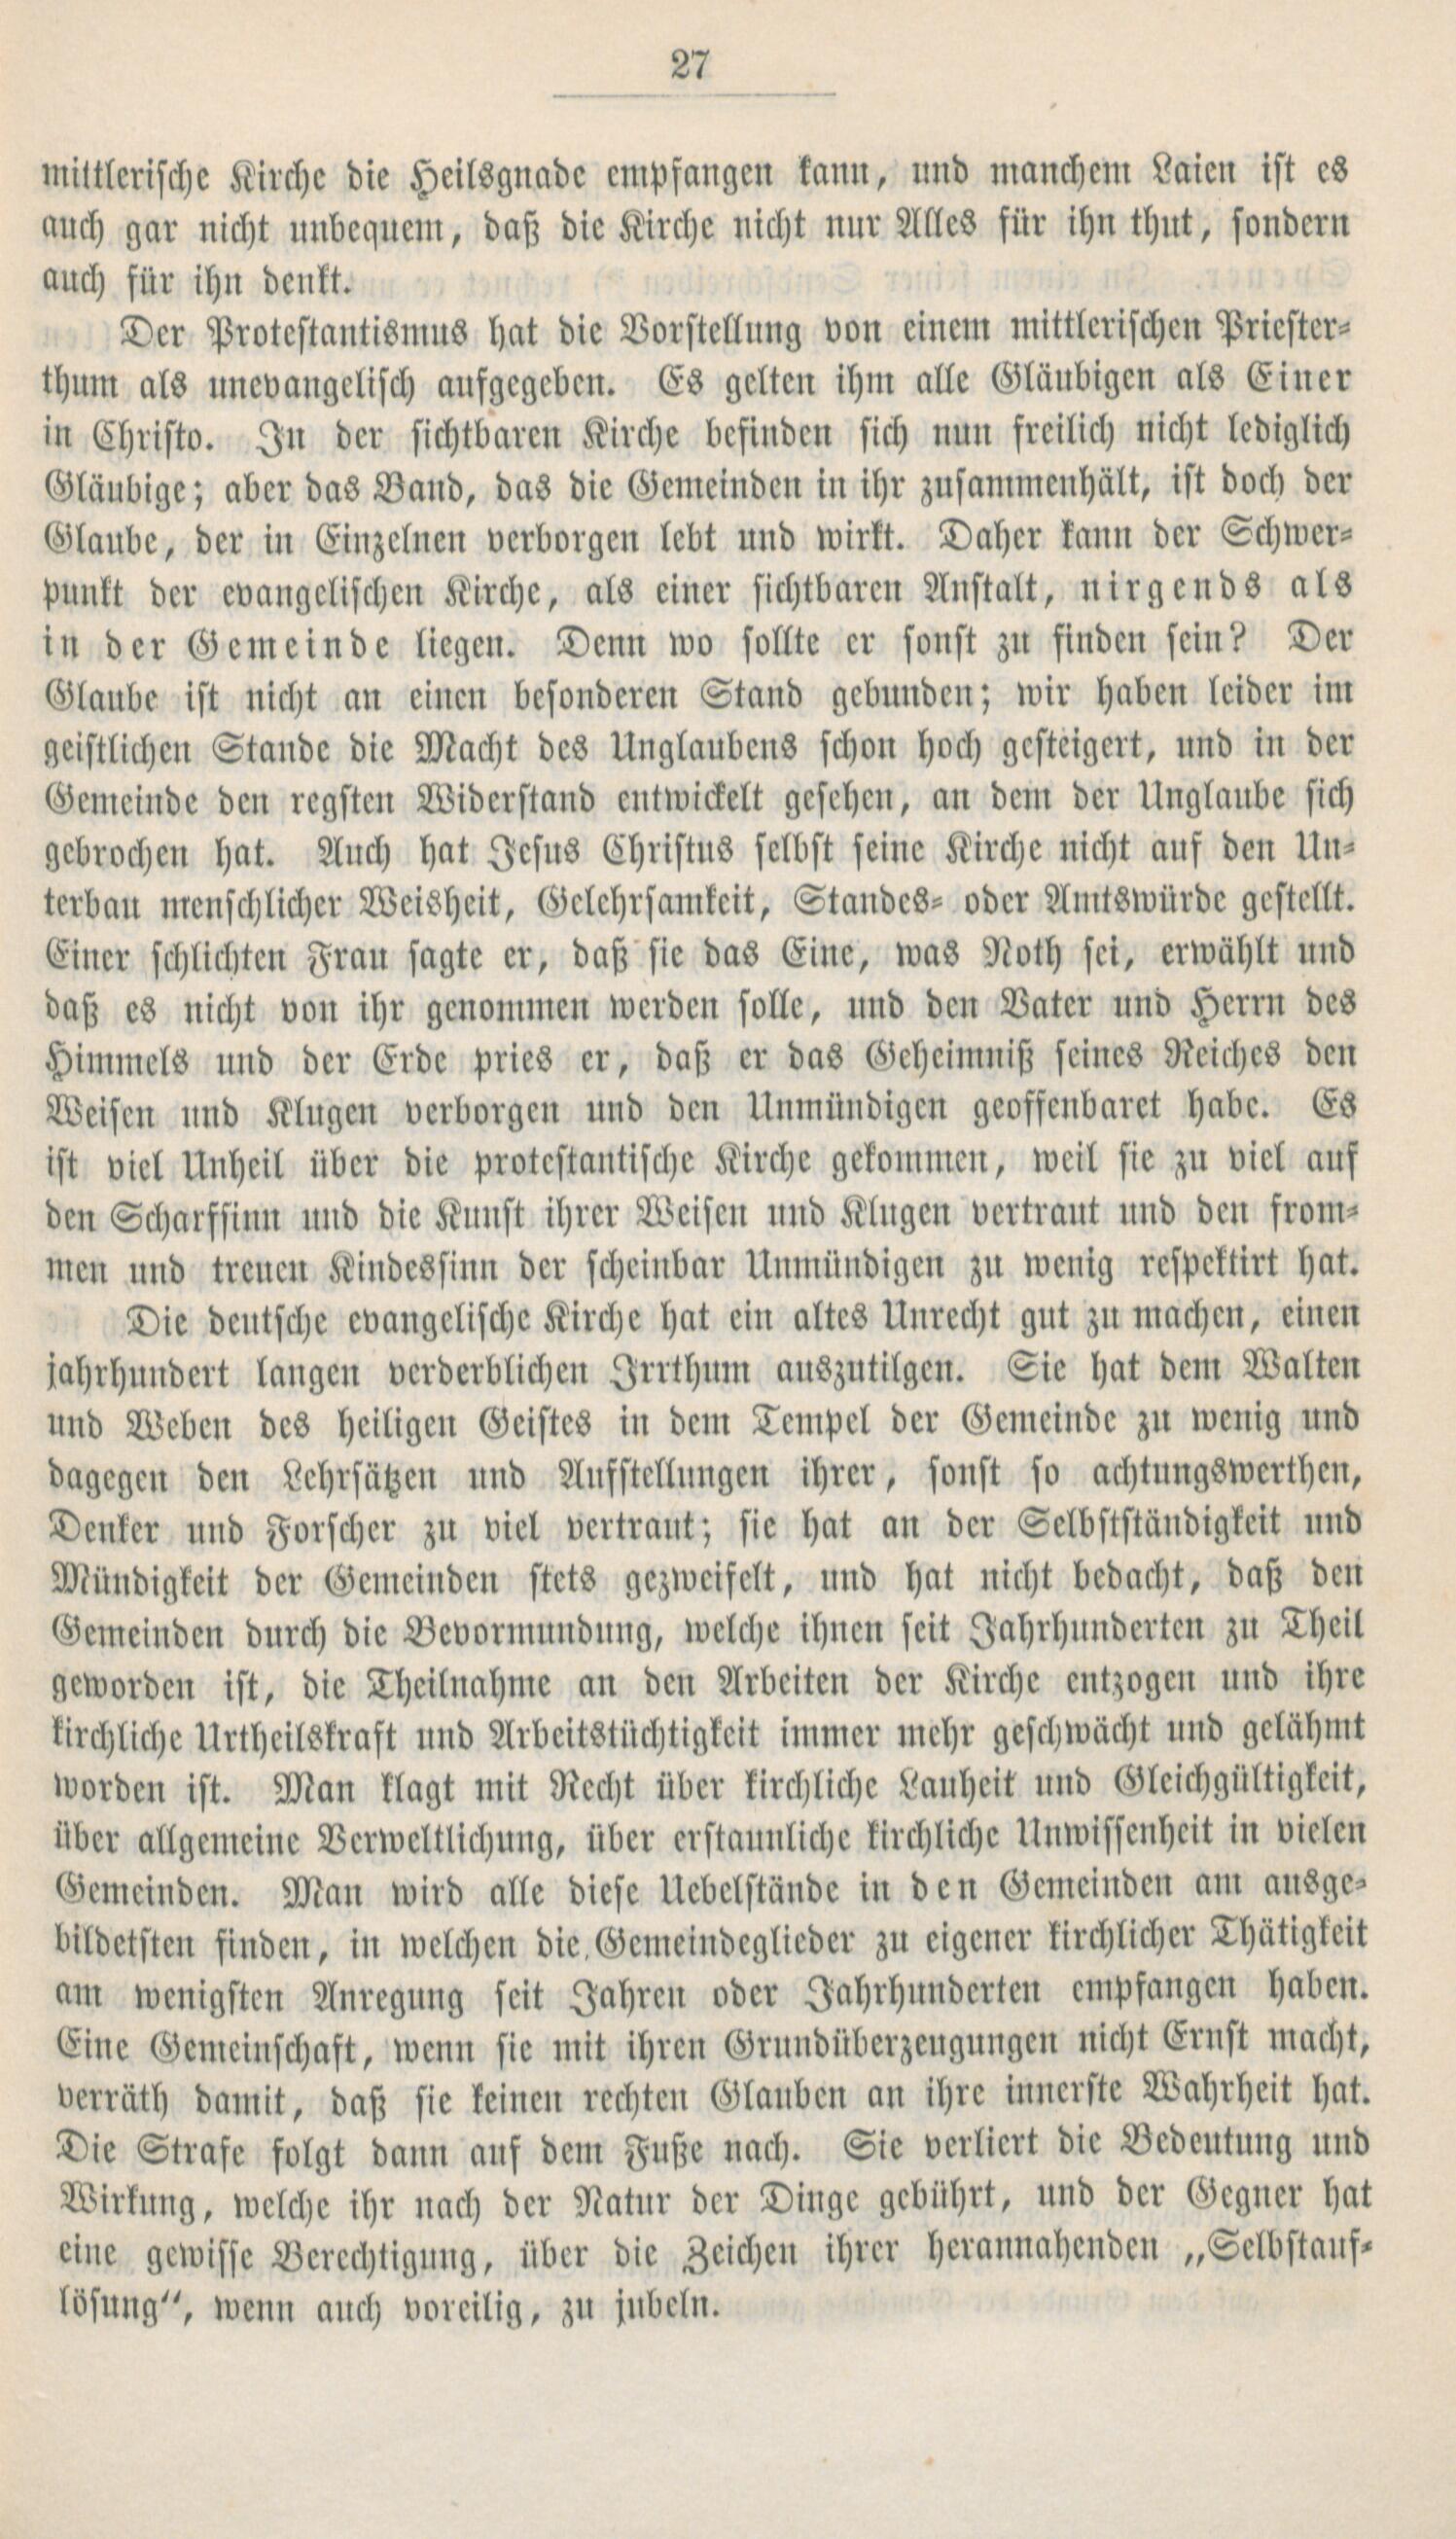 27
mittlerische Kirche die Heilsgnade empfangen kann, und manchem Laien ist es
auch gar nicht unbequem, daß die Kirche nicht nur Alles für ihn thut, sondern
auch für ihn denkt.
Der Protestantismus hat die Vorstellung von einem mittlerischen Priester-
thum als unevangelisch aufgegeben. Es gelten ihm alle Gläubigen als Einer
in Christo. In der sichtbaren Kirche befinden sich nun freilich nicht lediglich
Gläubige; aber das Band, das die Gemeinden in ihr zusammenhält, ist doch der
Glaube, der in Einzelnen verborgen lebt und wirkt. Daher kann der Schwer-
punkt der evangelischen Kirche, als einer sichtbaren Anstalt, nirgends als
in der Gemeinde liegen. Denn wo sollte er sonst zu finden sein? Der
Glaube ist nicht an einen besonderen Stand gebunden; wir haben leider im
geistlichen Stande die Macht des Unglaubens schon hoch gesteigert, und in der
Gemeinde den regsten Widerstand entwickelt gesehen, an dem der Unglaube sich
gebrochen hat. Auch hat Jesus Christus selbst seine Kirche nicht auf den Un-
terbau menschlicher Weisheit, Gelehrsamkeit, Standes- oder Amtswürde gestellt.
Einer schlichten Frau sagte er, daß sie das Eine, was Noth sei, erwählt und
daß es nicht von ihr genommen werden solle, und den Vater und Herrn des
Himmels und der Erde pries er, daß er das Geheimniß seines Reiches den
Weisen und Klugen verborgen und den Unmündigen geoffenbaret habe. Es
ist viel Unheil über die protestantische Kirche gekommen, weil sie zu viel auf
den Scharfsinn und die Kunst ihrer Weisen und Klugen vertraut und den from-
men und treuen Kindessinn der scheinbar Unmündigen zu wenig respektirt hat.
Die deutsche evangelische Kirche hat ein altes Unrecht gut zu machen, einen
jahrhundert langen verderblichen Irrthum auszutilgen. Sie hat dem Walten
und Weben des heiligen Geistes in dem Tempel der Gemeinde zu wenig und
dagegen den Lehrsätzen und Aufstellungen ihrer, sonst so achtungswerthen,
Denker und Forscher zu viel vertraut; sie hat an der Selbstständigkeit und
Mündigkeit der Gemeinden stets gezweifelt, und hat nicht bedacht, daß den
Gemeinden durch die Bevormundung, welche ihnen seit Jahrhunderten zu Theil
geworden ist, die Theilnahme an den Arbeiten der Kirche entzogen und ihre
kirchliche Urtheilskraft und Arbeitstüchtigkeit immer mehr geschwächt und gelähmt
worden ist. Man klagt mit Recht über kirchliche Lauheit und Gleichgültigkeit,
über allgemeine Verweltlichung, über erstaunliche kirchliche Unwissenheit in vielen
Gemeinden. Man wird alle diese Uebelstände in den Gemeinden am ausge-
bildetsten finden, in welchen die Gemeindeglieder zu eigener kirchlicher Thätigkeit
am wenigsten Anregung seit Jahren oder Jahrhunderten empfangen haben.
Eine Gemeinschaft, wenn sie mit ihren Grundüberzeugungen nicht Ernst macht,
verräth damit, daß sie keinen rechten Glauben an ihre innerste Wahrheit hat.
Die Strafe folgt dann auf dem Fuße nach. Sie verliert die Bedeutung und
Wirkung, welche ihr nach der Natur der Dinge gebührt, und der Gegner hat
eine gewisse Berechtigung, über die Zeichen ihrer herannahenden „Selbstauf-
lösung“, wenn auch voreilig, zu jubeln.